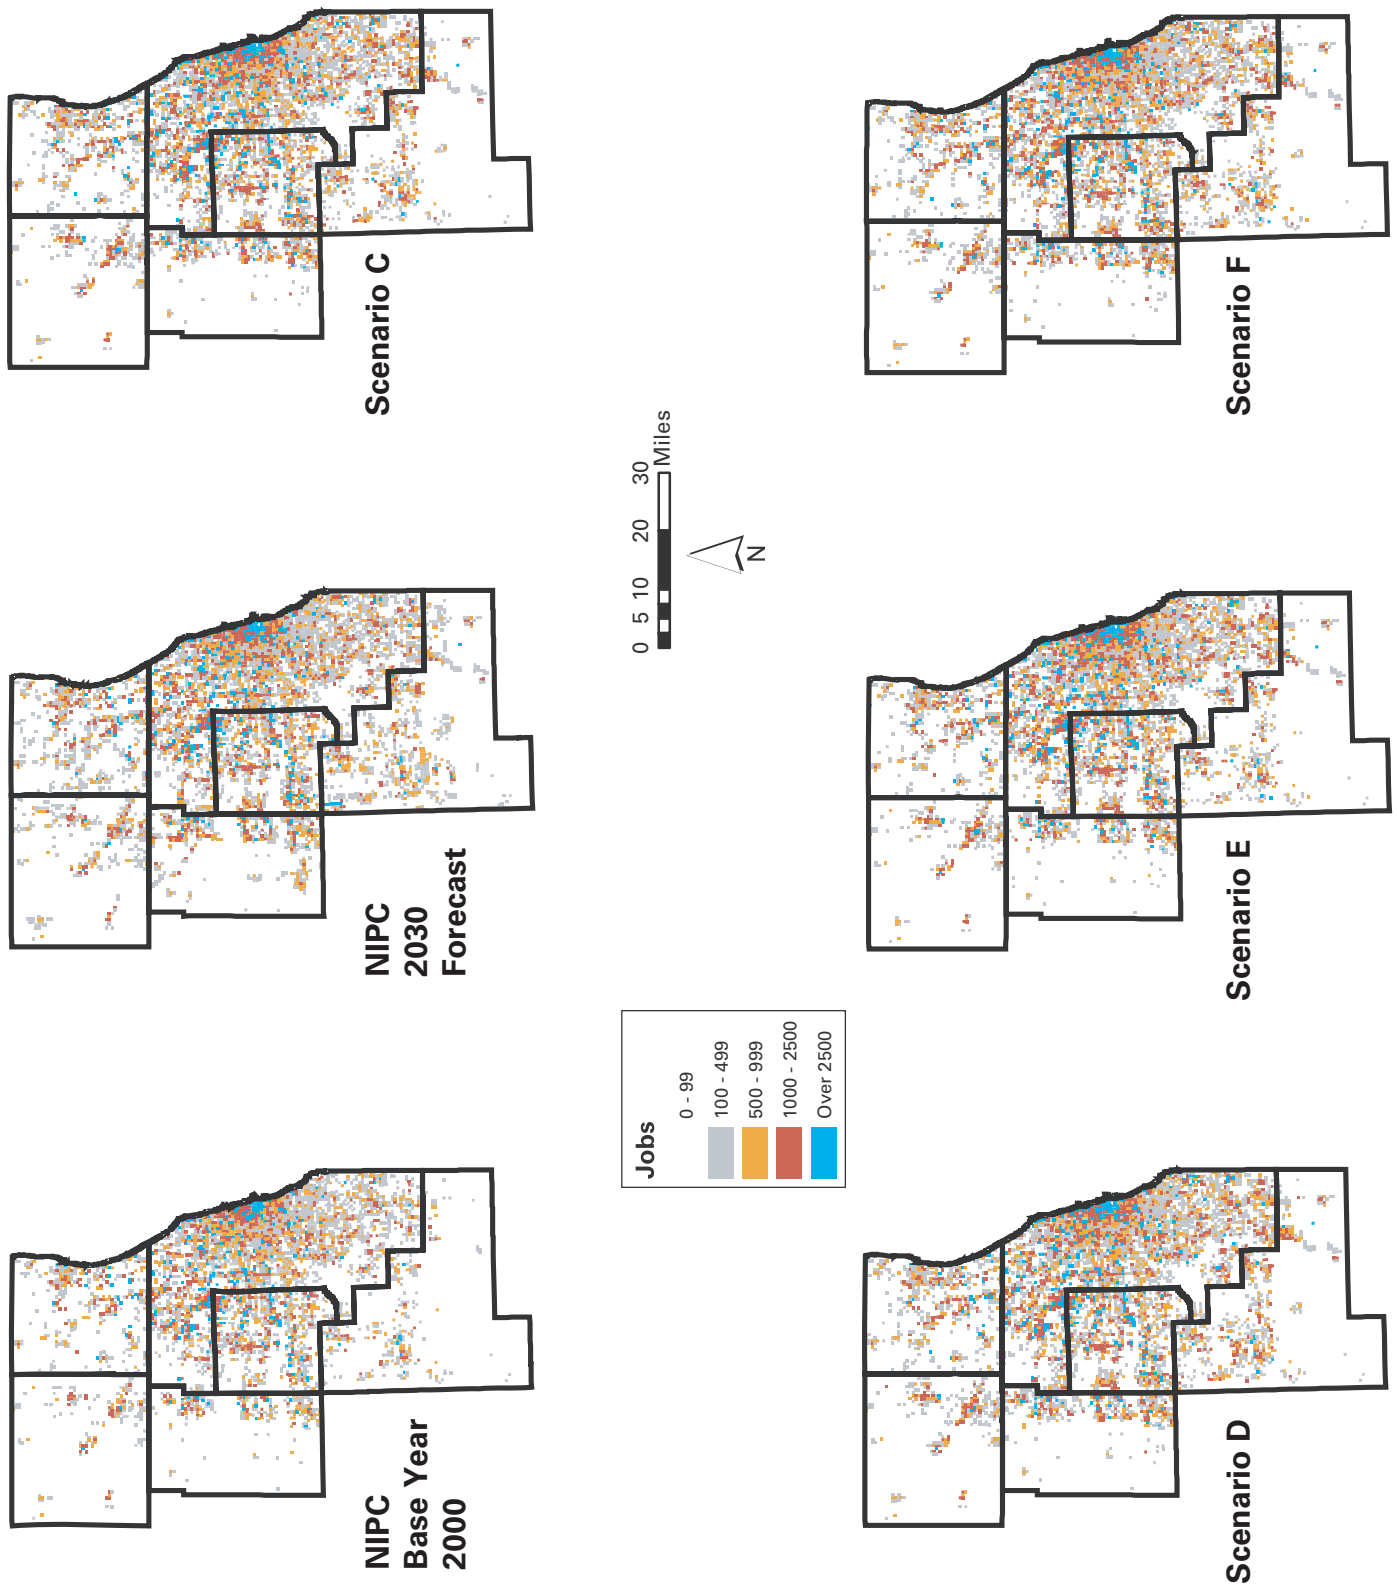 NIPC
Base Year
2000
NIPC
2030
Forecast
Scenario C
Jobs
0 - 99
100 - 499
500 - 999
1000 - 2500
Over 2500
0 5 10 20 30
Miles
N
Scenario D
Scenario E
Scenario F